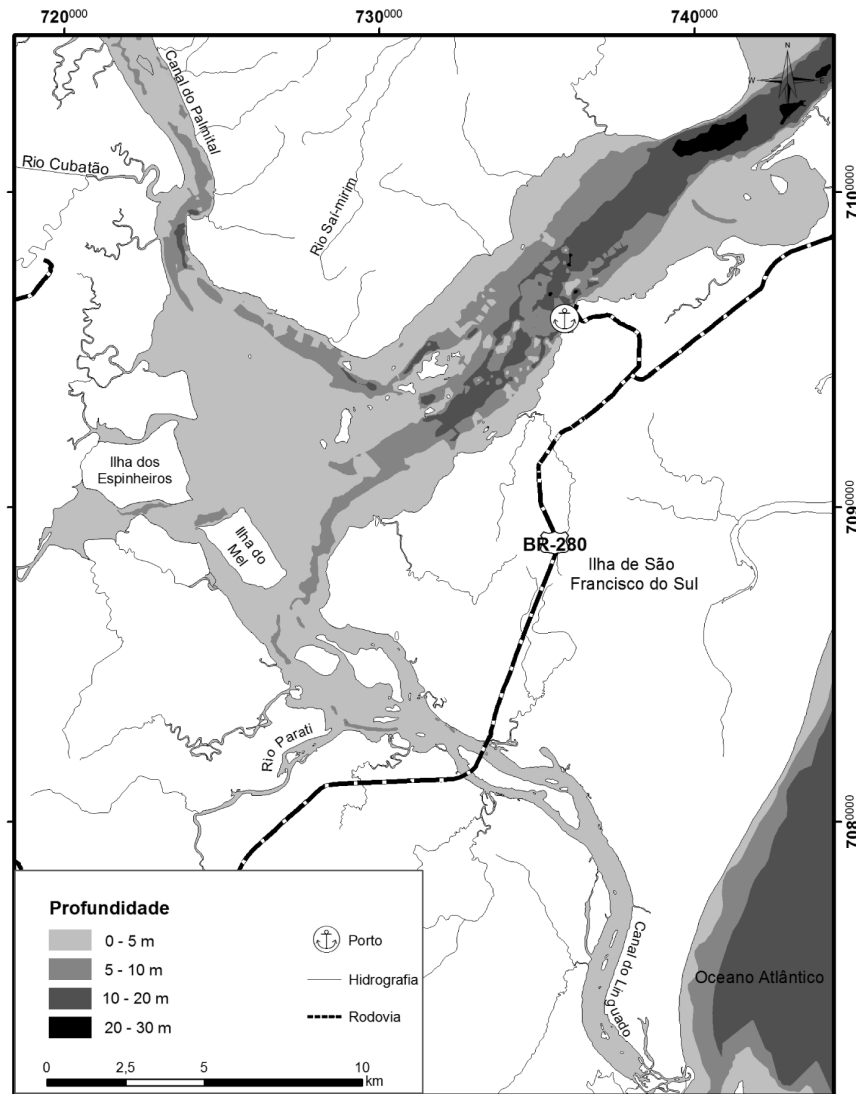 720⁰⁰⁰ 730⁰⁰⁰ 740⁰⁰⁰
N
W E
Canal do Palmital
Rio Cubatão
Rio Saí-mirim
710⁰⁰⁰⁰
Ilha dos
Espinheiros
Ilha do
Mel
709⁰⁰⁰⁰
BR-280
Ilha de São
Francisco do Sul
Rio Parati
708⁰⁰⁰⁰
Canal do Linguado
Oceano Atlântico
Profundidade
0 - 5 m
5 - 10 m
10 - 20 m
20 - 30 m
Porto
Hidrografia
Rodovia
0 2,5 5 10
km